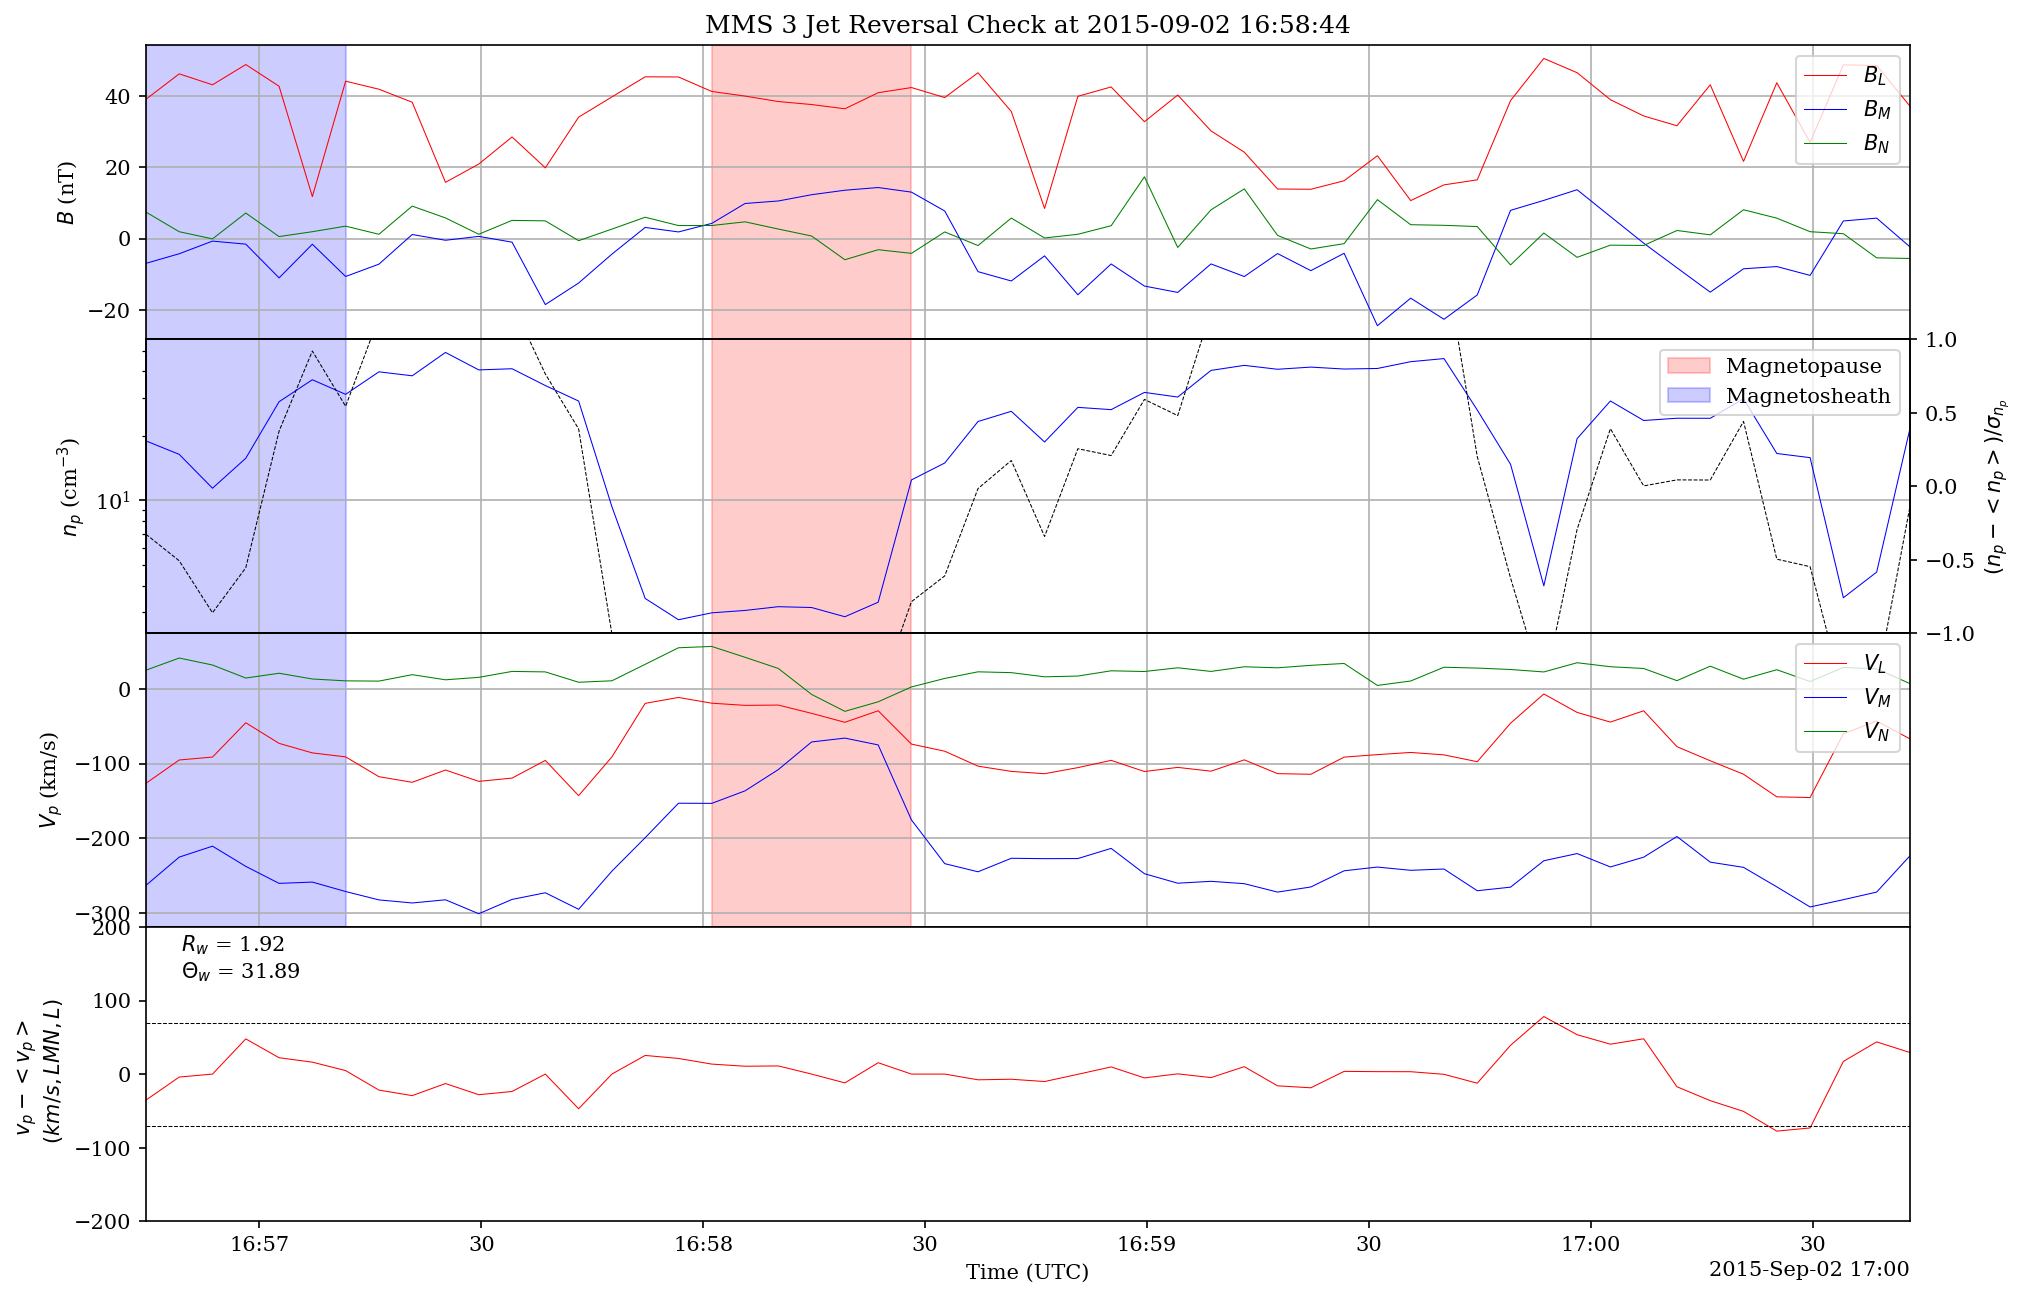 MMS 3 Jet Reversal Check at 2015-09-02 16:58:44
B (nT)
40
20
0
−20
B_L
B_M
B_N
n_p (cm^{−3})
10^1
Magnetopause
Magnetosheath
1.0
0.5
0.0
−0.5
−1.0
(n_p − < n_p >)/σ_{n_p}
V_p (km/s)
0
−100
−200
−300
V_L
V_M
V_N
v_p − < v_p >
(km/s, LMN, L)
200
100
0
−100
−200
R_w = 1.92
Θ_w = 31.89
16:57 30 16:58 30 16:59 30 17:00 30
Time (UTC)
2015-Sep-02 17:00